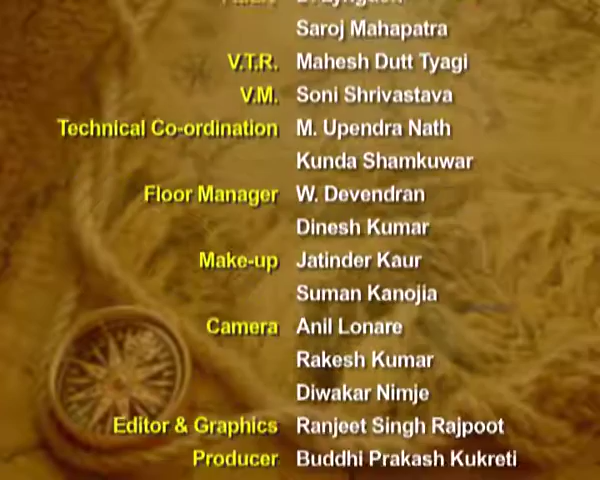 Saroj Mahapatra
V.T.R. Mahesh Dutt Tyagi
V.M. Soni Shrivastava
Technical Co-ordination M. Upendra Nath
Kunda Shamkuwar
Floor Manager W. Devendran
Dinesh Kumar
Make-up Jatinder Kaur
Suman Kanojia
Camera Anil Lonare
Rakesh Kumar
Diwakar Nimje
Editor & Graphics Ranjeet Singh Rajpoot
Producer Buddhi Prakash Kukreti